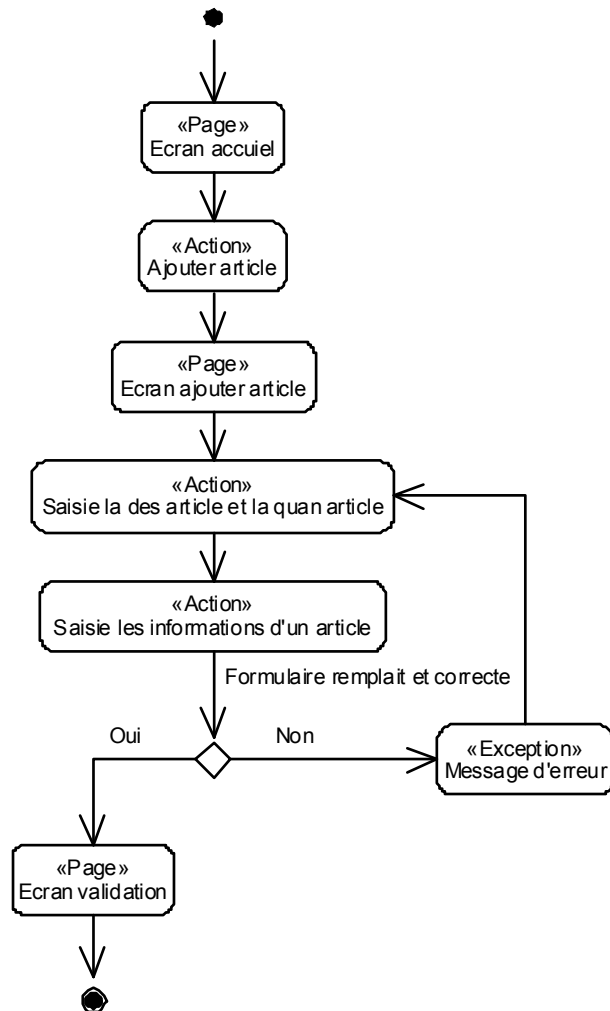 «Page»
Ecran accuiel
«Action»
Ajouter article
«Page»
Ecran ajouter article
«Action»
Saisie la des article et la quan article
«Action»
Saisie les informations d'un article
Formulaire remplait et correcte
Oui
Non
«Exception»
Message d'erreur
«Page»
Ecran validation